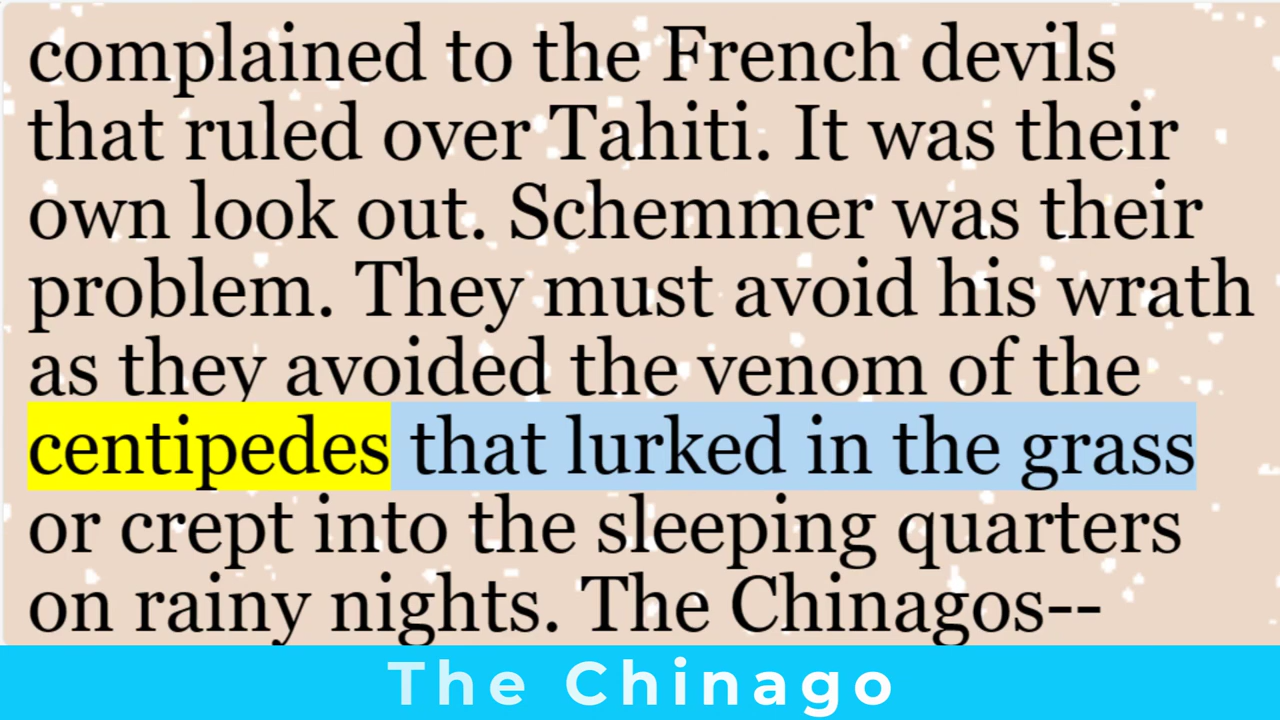 complained to the French devils
that ruled over Tahiti. It was their
own look out. Schemmer was their
problem. They must avoid his wrath
as they avoided the venom of the
centipedes that lurked in the grass
or crept into the sleeping quarters
on rainy nights. The Chinagos--
The Chinago